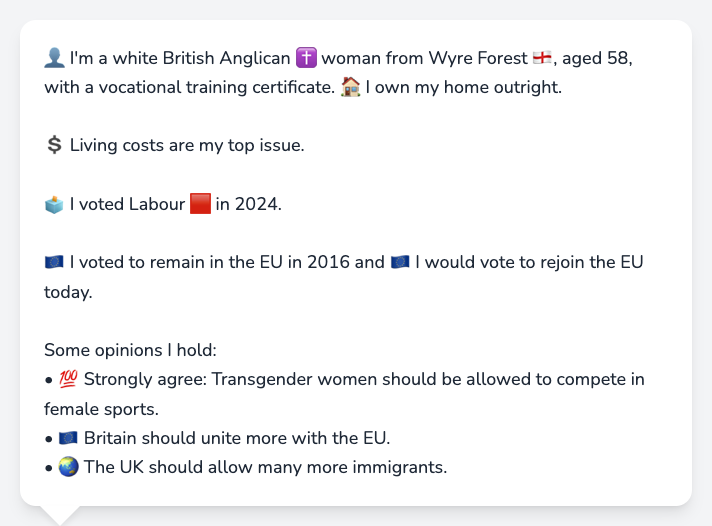 👤 I'm a white British Anglican ✝️ woman from Wyre Forest 🏴󠁧󠁢󠁥󠁮󠁧󠁿, aged 58,
with a vocational training certificate. 🏠 I own my home outright.
💲 Living costs are my top issue.
🗳️ I voted Labour 🟥 in 2024.
🇪🇺 I voted to remain in the EU in 2016 and 🇪🇺 I would vote to rejoin the EU
today.
Some opinions I hold:
• 💯 Strongly agree: Transgender women should be allowed to compete in
female sports.
• 🇪🇺 Britain should unite more with the EU.
• 🌏 The UK should allow many more immigrants.